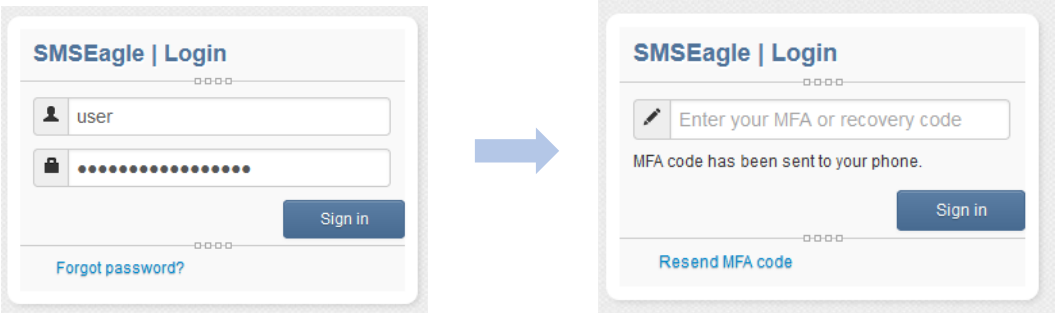 SMSEagle | Login
user
•••••••••••••••••
Sign in
Forgot password?
SMSEagle | Login
Enter your MFA or recovery code
MFA code has been sent to your phone.
Sign in
Resend MFA code